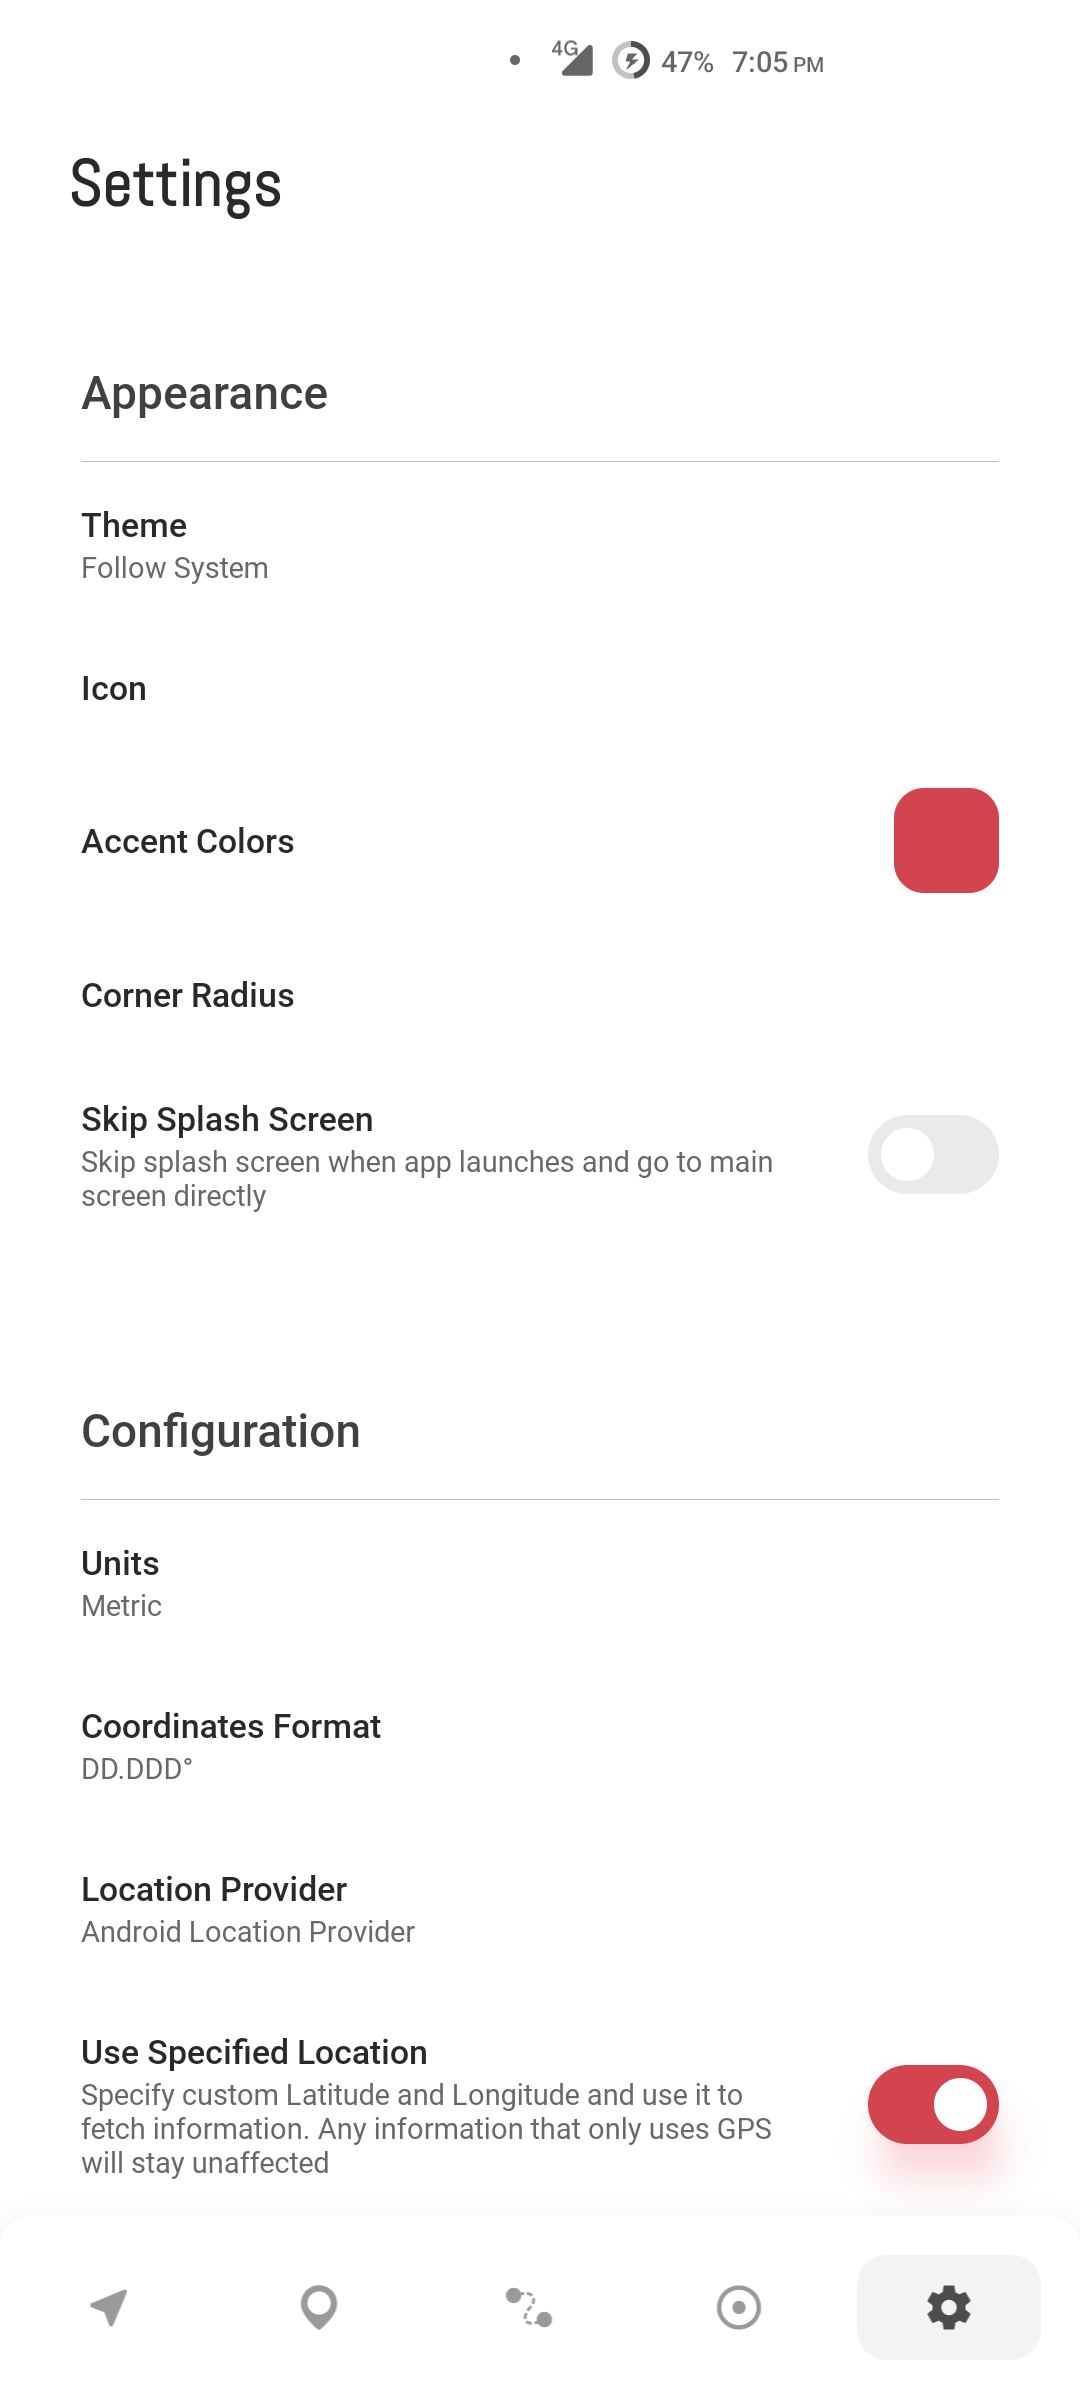 4G 47% 7:05 PM
Settings
Appearance
Theme
Follow System
Icon
Accent Colors
Corner Radius
Skip Splash Screen
Skip splash screen when app launches and go to main
screen directly
Configuration
Units
Metric
Coordinates Format
DD.DDD°
Location Provider
Android Location Provider
Use Specified Location
Specify custom Latitude and Longitude and use it to
fetch information. Any information that only uses GPS
will stay unaffected